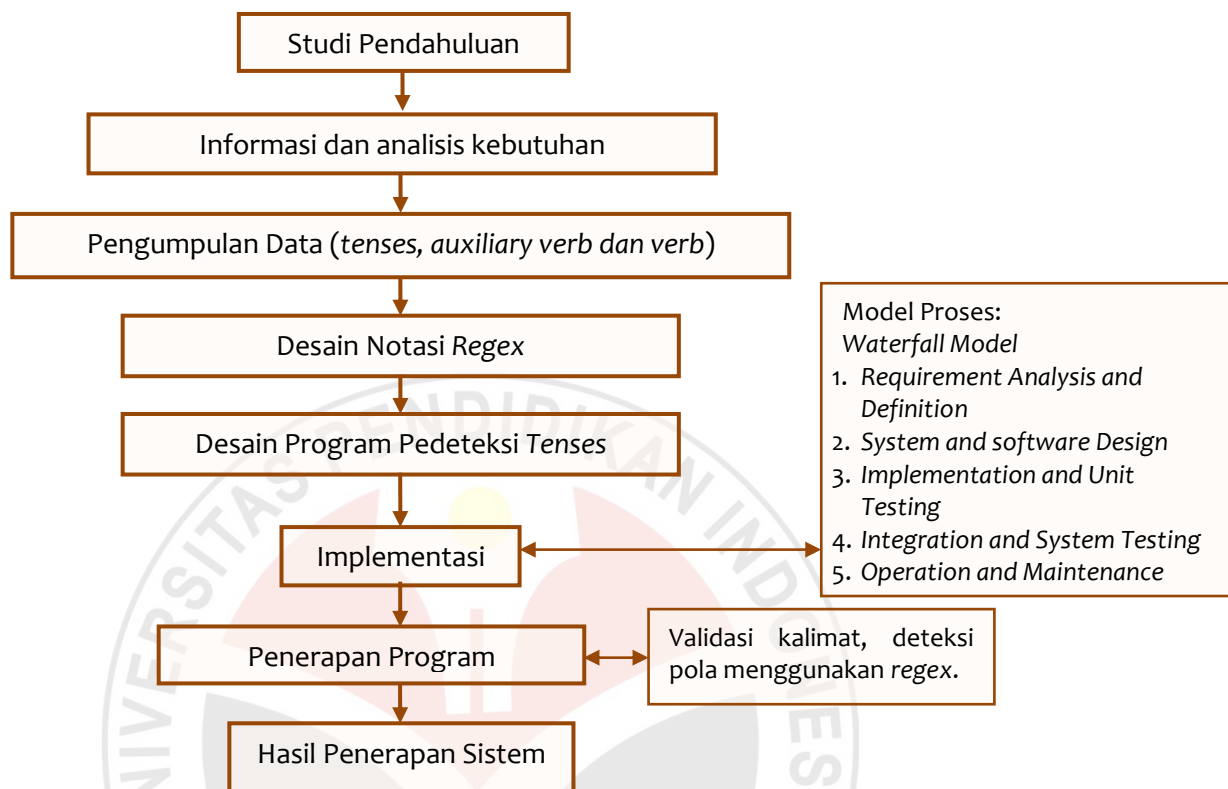 Studi Pendahuluan
Informasi dan analisis kebutuhan
Pengumpulan Data (tenses, auxiliary verb dan verb)
Desain Notasi Regex
Desain Program Pedeteksi Tenses
Implementasi
Model Proses:
Waterfall Model
1. Requirement Analysis and
Definition
2. System and software Design
3. Implementation and Unit
Testing
4. Integration and System Testing
5. Operation and Maintenance
Penerapan Program
Validasi kalimat, deteksi
pola menggunakan regex.
Hasil Penerapan Sistem
UNIVERSITAS PENDIDIKAN INDONES